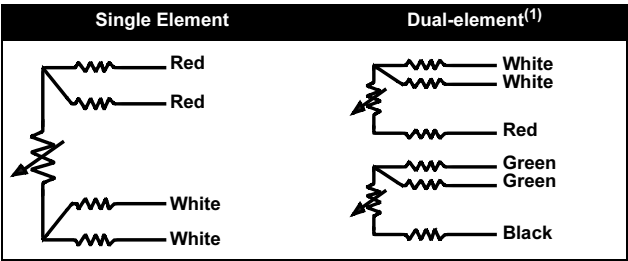 Single Element
Dual-element(1)
Red
Red
White
White
White
White
Red
Green
Green
Black